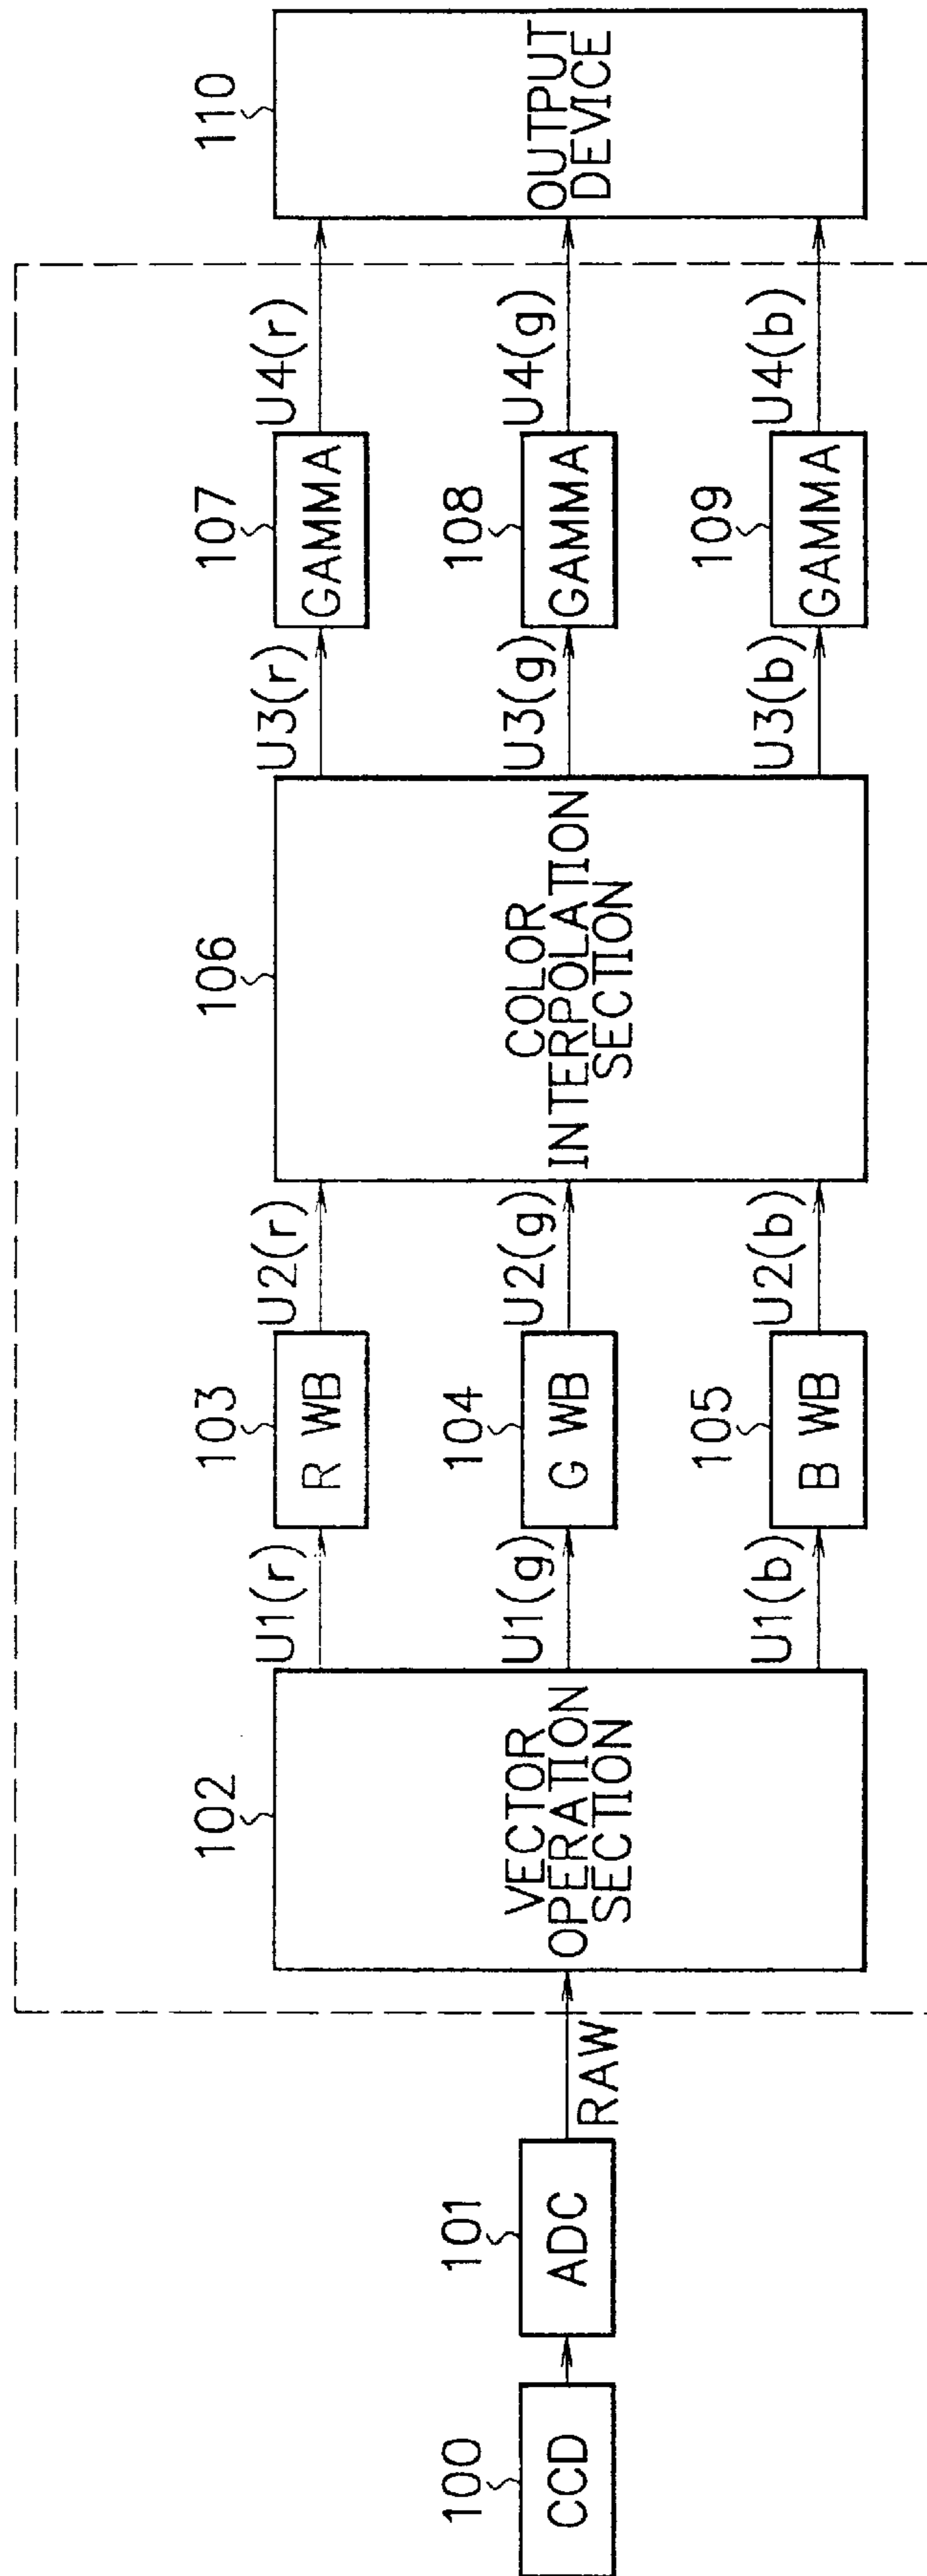 100
CCD
101
ADC
RAW
102
VECTOR
OPERATION
SECTION
U1(r)
U1(g)
U1(b)
103
R WB
104
G WB
105
B WB
U2(r)
U2(g)
U2(b)
106
COLOR
INTERPOLATION
SECTION
U3(r)
U3(g)
U3(b)
107
GAMMA
108
GAMMA
109
GAMMA
U4(r)
U4(g)
U4(b)
110
OUTPUT
DEVICE